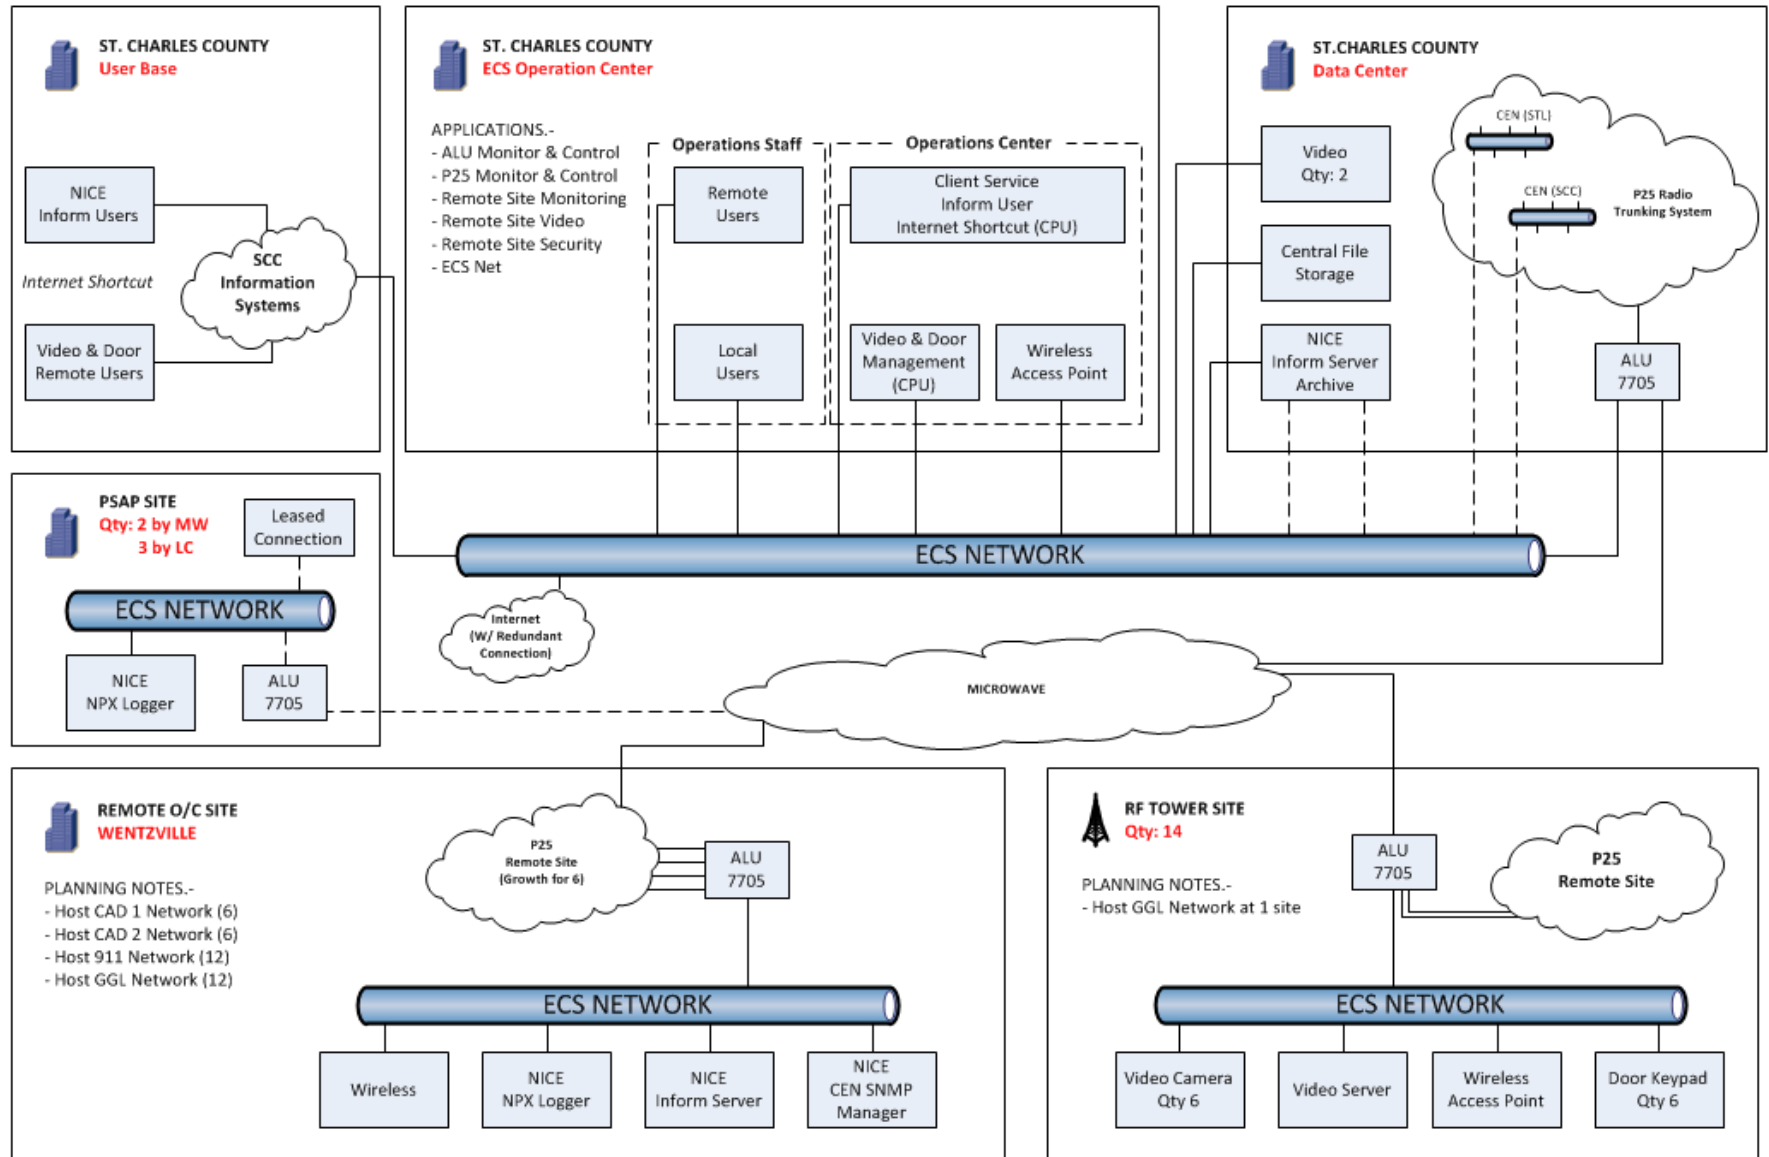 ST. CHARLES COUNTY
User Base
NICE
Inform Users
Internet Shortcut
Video & Door
Remote Users
SCC
Information
Systems
ST. CHARLES COUNTY
ECS Operation Center
APPLICATIONS.-
- ALU Monitor & Control
- P25 Monitor & Control
- Remote Site Monitoring
- Remote Site Video
- Remote Site Security
- ECS Net
Operations Staff
Remote
Users
Local
Users
Operations Center
Client Service
Inform User
Internet Shortcut (CPU)
Video & Door
Management
(CPU)
Wireless
Access Point
ST.CHARLES COUNTY
Data Center
Video
Qty: 2
Central File
Storage
NICE
Inform Server
Archive
CEN (STL)
CEN (SCC)
P25 Radio
Trunking System
ALU
7705
PSAP SITE
Qty: 2 by MW
3 by LC
Leased
Connection
ECS NETWORK
NICE
NPX Logger
ALU
7705
ECS NETWORK
Internet
(W/ Redundant
Connection)
MICROWAVE
REMOTE O/C SITE
WENTZVILLE
PLANNING NOTES.-
- Host CAD 1 Network (6)
- Host CAD 2 Network (6)
- Host 911 Network (12)
- Host GGL Network (12)
P25
Remote Site
(Growth for 6)
ALU
7705
ECS NETWORK
Wireless
NICE
NPX Logger
NICE
Inform Server
NICE
CEN SNMP
Manager
RF TOWER SITE
Qty: 14
PLANNING NOTES.-
- Host GGL Network at 1 site
ALU
7705
P25
Remote Site
ECS NETWORK
Video Camera
Qty 6
Video Server
Wireless
Access Point
Door Keypad
Qty 6